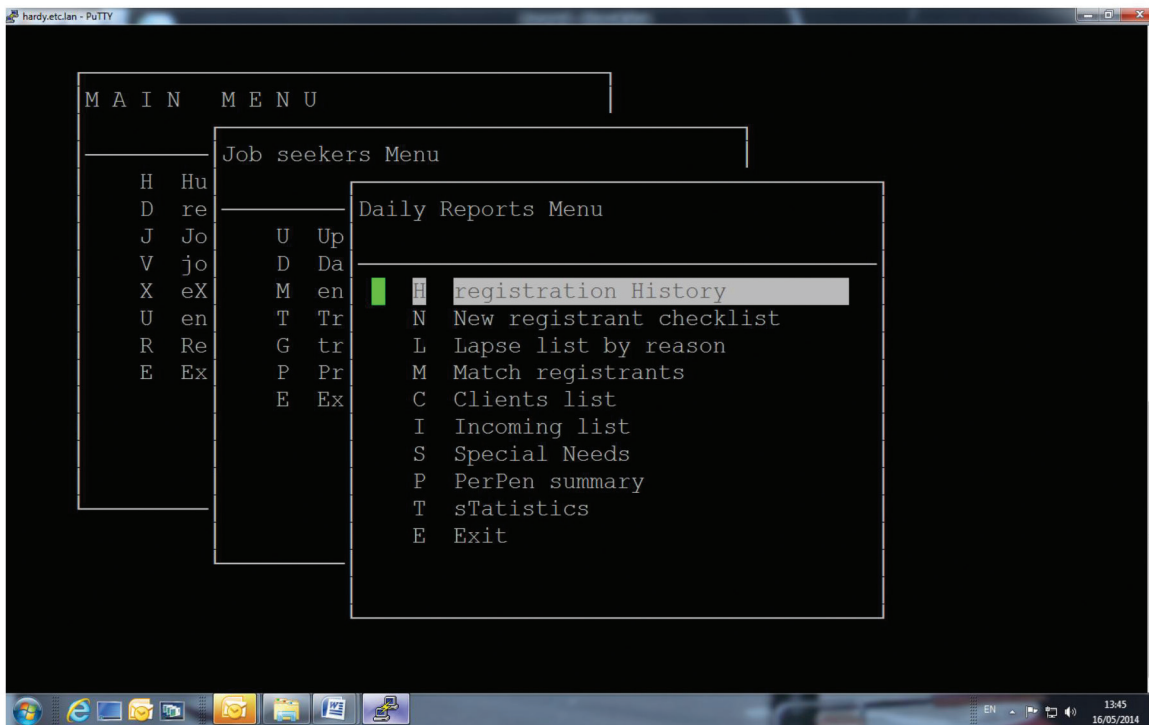 hardy.etc.lan - PuTTY
M A I N   M E N U
Job seekers Menu
Daily Reports Menu
H Hu
D re
J Jo
V jo
X eX
U en
R Re
E Ex
U Up
D Da
M en
T Tr
G tr
P Pr
E Ex
H registration History
N New registrant checklist
L Lapse list by reason
M Match registrants
C Clients list
I Incoming list
S Special Needs
P PerPen summary
T sTatistics
E Exit
EN
13:45
16/05/2014